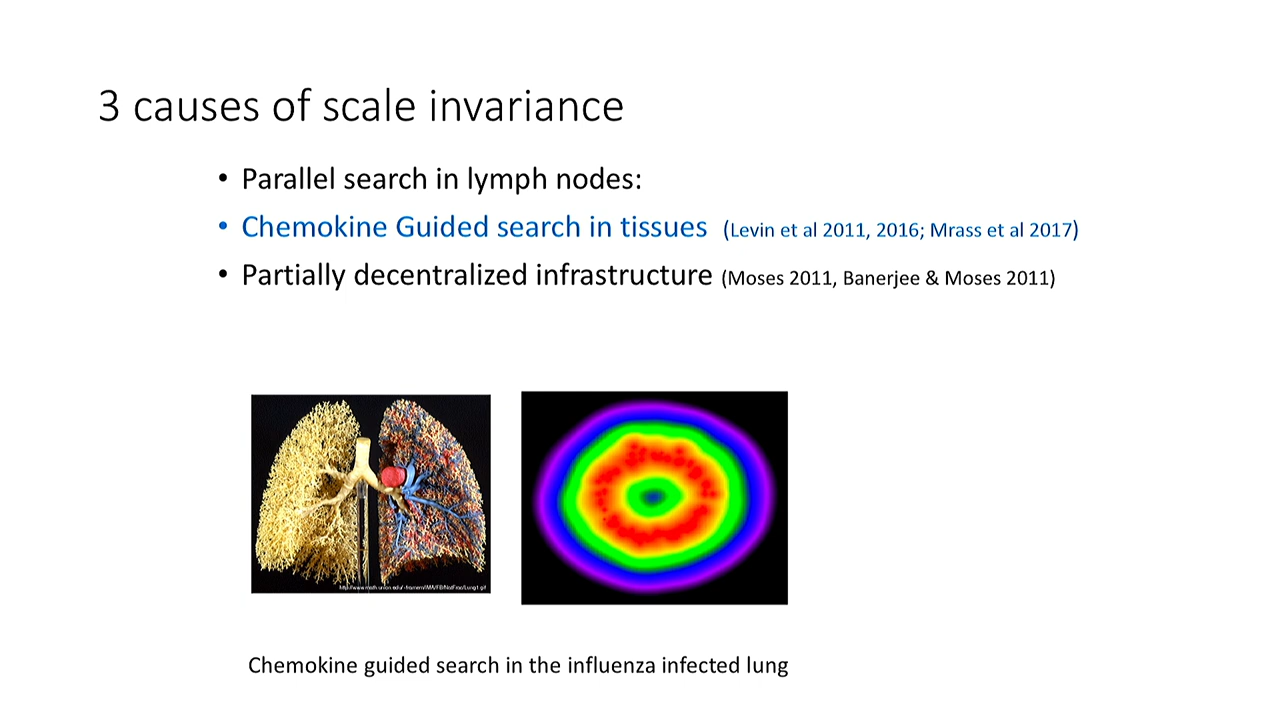 3 causes of scale invariance
• Parallel search in lymph nodes:
• Chemokine Guided search in tissues (Levin et al 2011, 2016; Mrass et al 2017)
• Partially decentralized infrastructure (Moses 2011, Banerjee & Moses 2011)
Chemokine guided search in the influenza infected lung